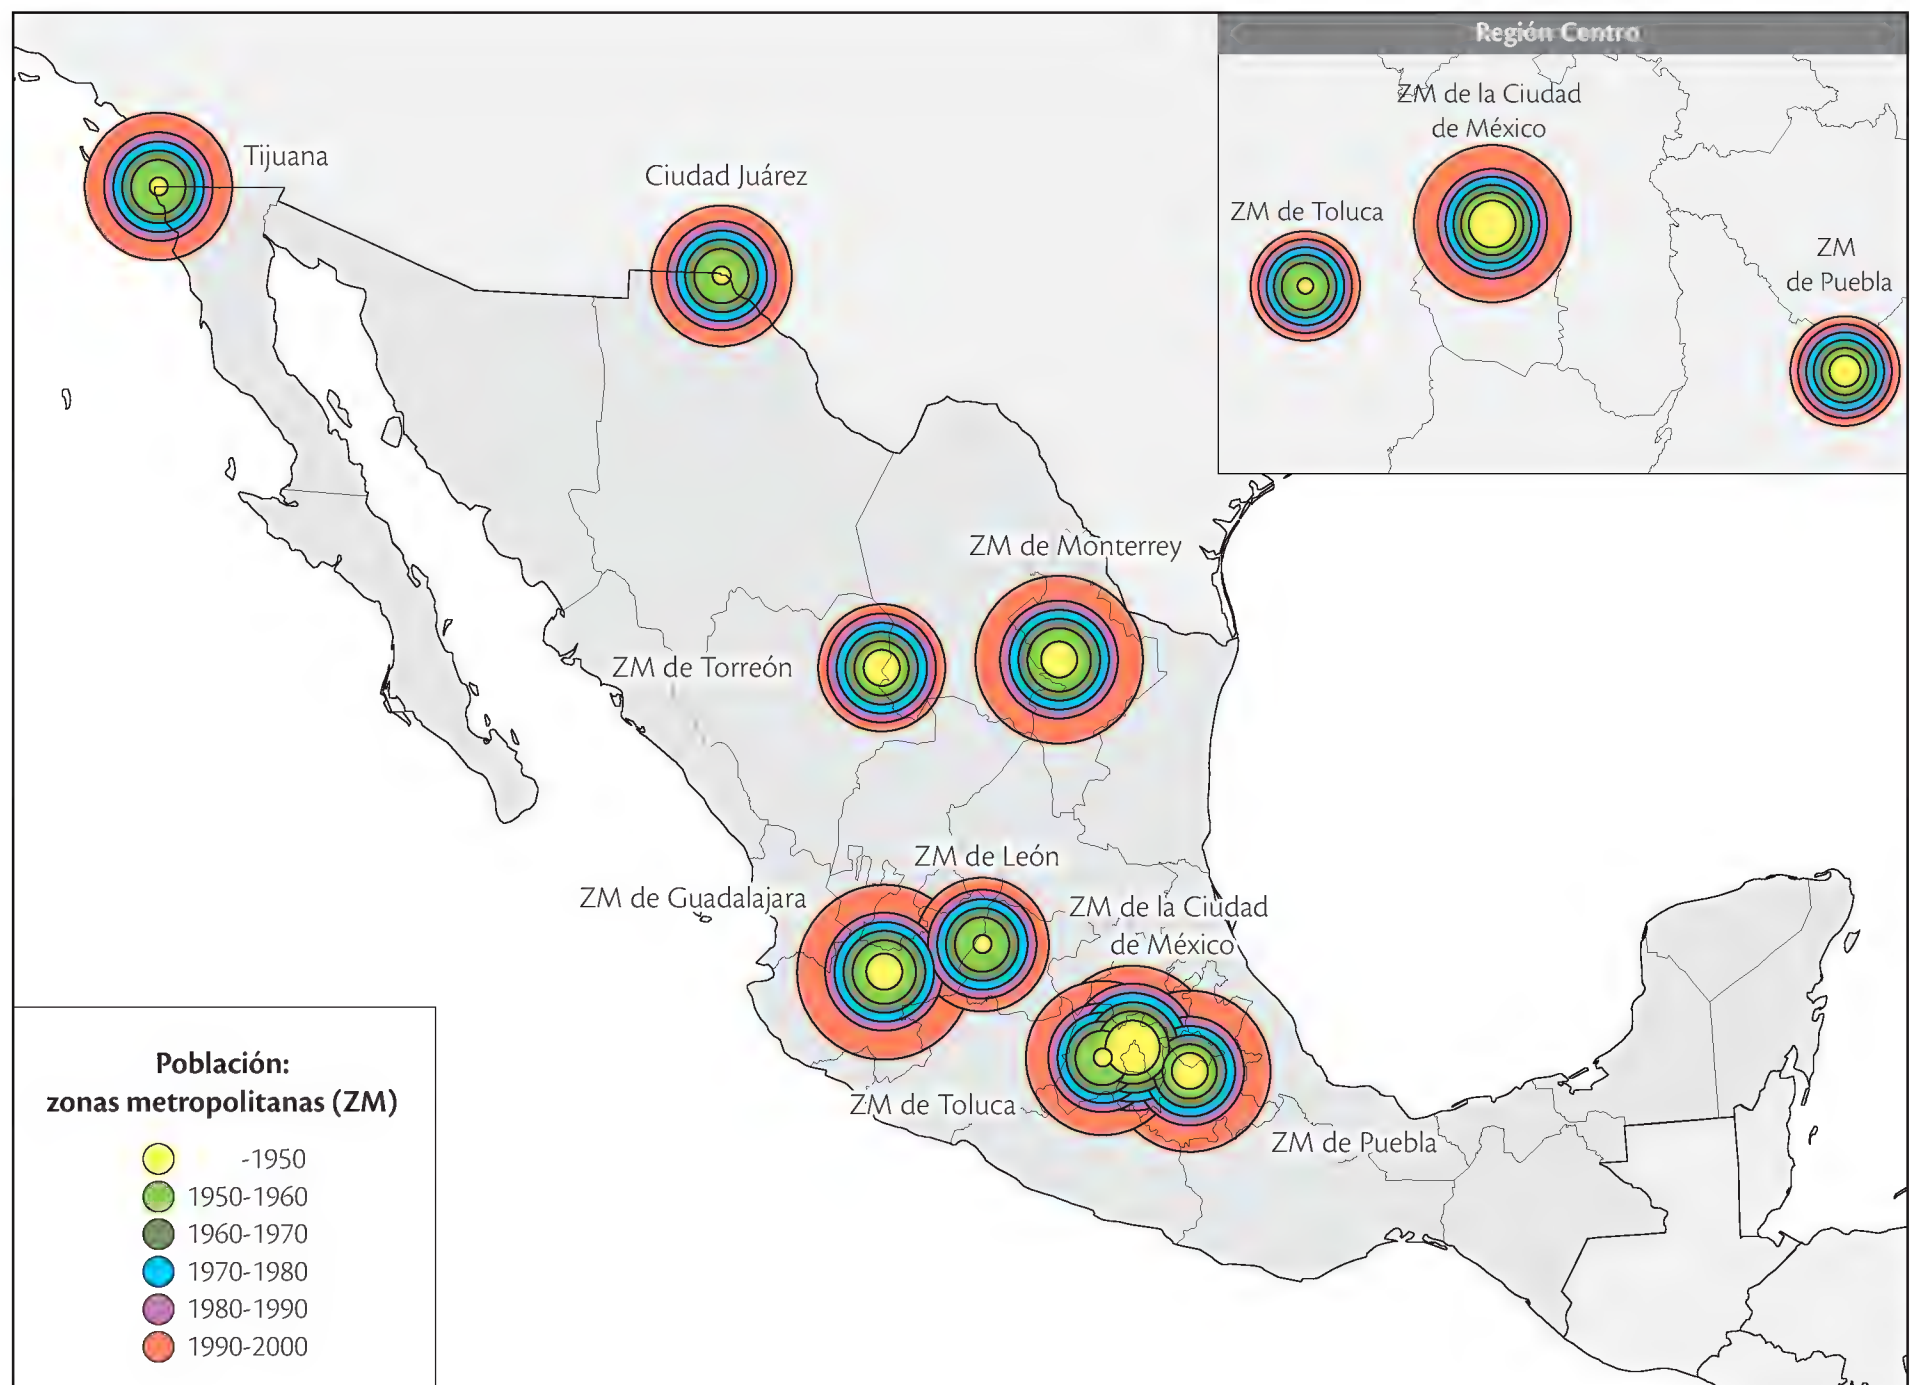 Región Centro
ZM de la Ciudad
de México
ZM de Toluca
ZM
de Puebla
Tijuana
Ciudad Juárez
ZM de Monterrey
ZM de Torreón
ZM de León
ZM de Guadalajara
ZM de la Ciudad
de México
ZM de Toluca
ZM de Puebla
Población:
zonas metropolitanas (ZM)
-1950
1950-1960
1960-1970
1970-1980
1980-1990
1990-2000